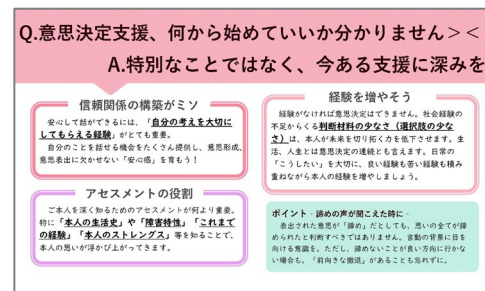 Q.意思決定支援、何から始めていいか分かりません＞＜
A.特別なことではなく、今ある支援に深みを
信頼関係の構築がミソ
安心して話ができるには、「自分の考えを大切に
してもらえる経験」がとても重要。
自分のことを話せる機会をたくさん提供し、意思形成、
意思表出に欠かせない“安心感”を育もう！
アセスメントの役割
ご本人を深く知るためのアセスメントが何より重要。
特に「本人の生活史」や「障害特性」「これまで
の経験」「本人のストレングス」等を知ることで、
本人の思いが浮かび上がってきます。
経験を増やそう
経験がなければ意思決定はできません。社会経験の
不足からくる判断材料の少なさ（選択肢の少な
さ）は、本人が未来を切り拓く力を低下させます。生
活、人生とは意思決定の連続とも言えます。日常の
「こうしたい」を大切に、良い経験も苦い経験も積み
重ねながら本人の経験を増やしましょう。
ポイント - 諦めの声が聞こえた時に -
表出された意思が「諦め」だとしても、思いの全てが諦
められたと判断すべきではありません。言動の背景に目を
向ける意識を。ただし、諦めないことが良い方向に行かな
い場合も、「前向きな撤退」があることも忘れずに。